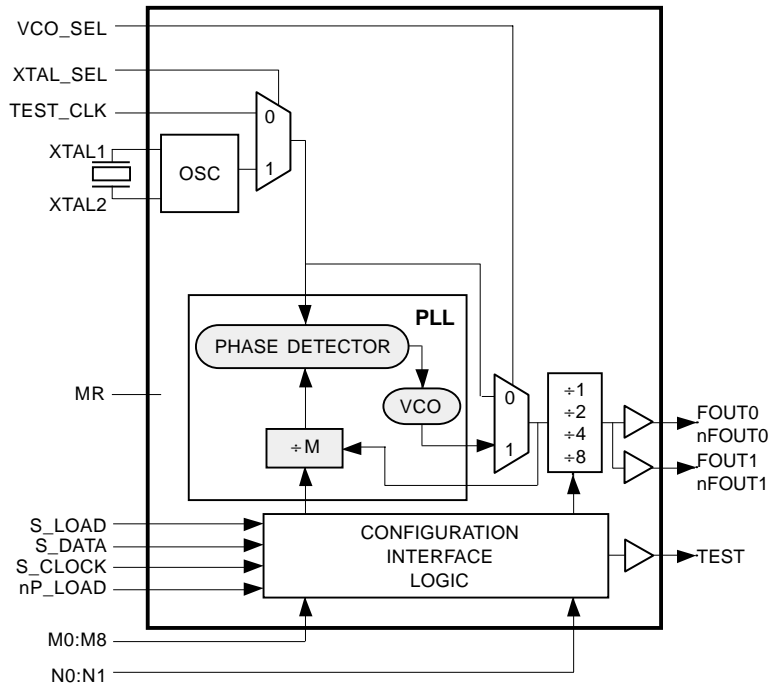 VCO_SEL
XTAL_SEL
TEST_CLK
0
XTAL1
OSC
1
XTAL2
PLL
PHASE DETECTOR
MR
VCO
0
1
÷1
÷2
÷4
÷8
FOUT0
nFOUT0
FOUT1
nFOUT1
÷M
S_LOAD
S_DATA
S_CLOCK
nP_LOAD
CONFIGURATION
INTERFACE
LOGIC
TEST
M0:M8
N0:N1